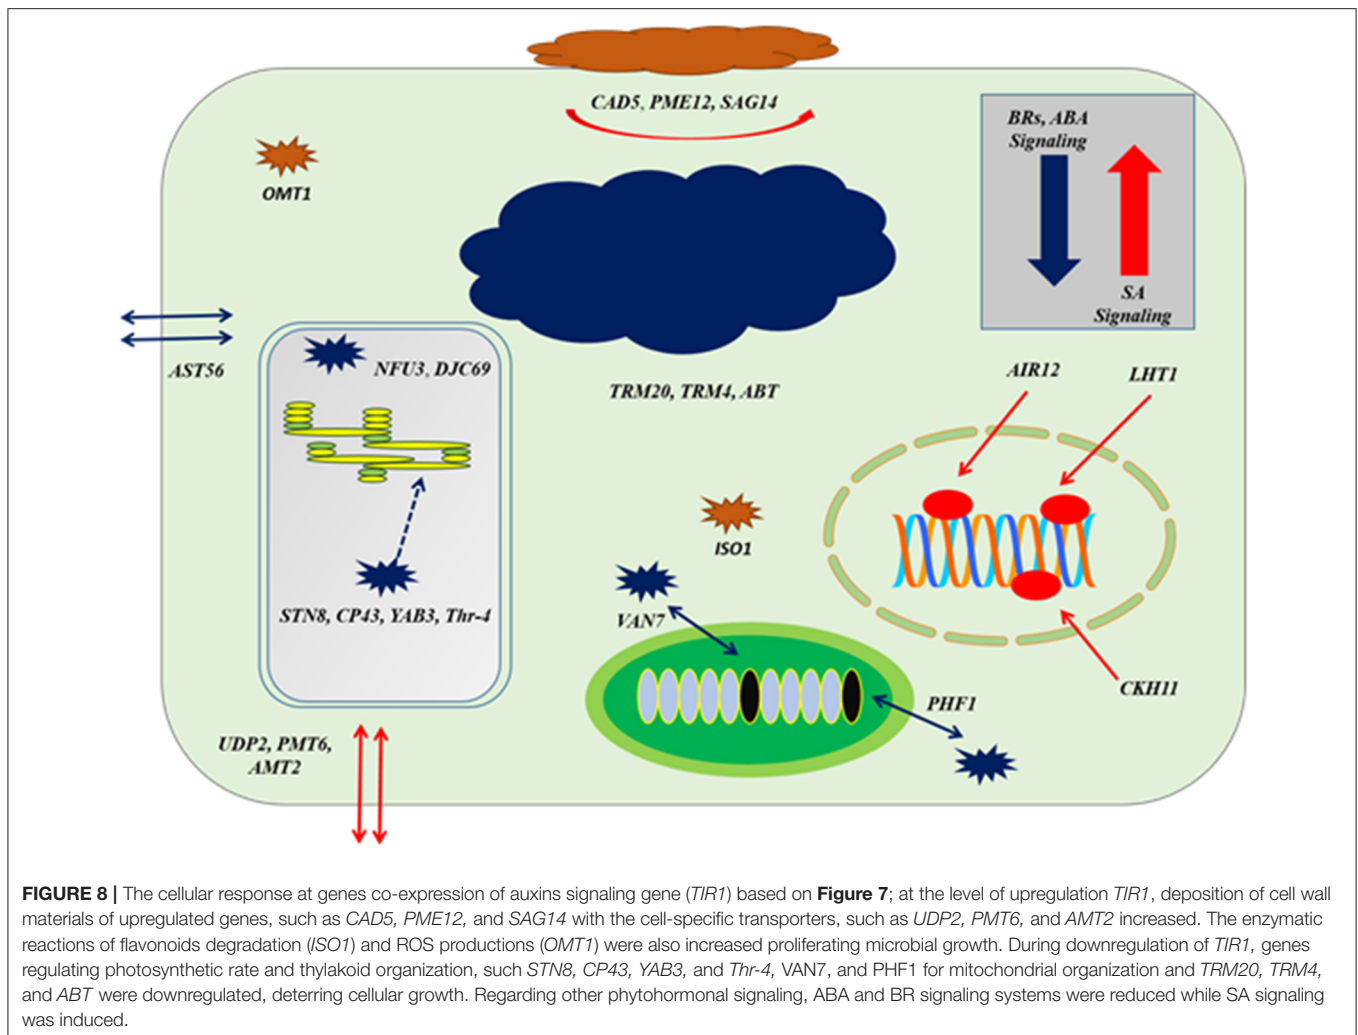 CAD5, PME12, SAG14
BRs, ABA
Signaling
OMT1
SA
Signaling
AST56
NFU3, DJC69
TRM20, TRM4, ABT
AIR12
LHT1
ISO1
STN8, CP43, YAB3, Thr-4
VAN7
CKH11
PHF1
UDP2, PMT6,
AMT2
FIGURE 8 | The cellular response at genes co-expression of auxins signaling gene (TIR1) based on Figure 7; at the level of upregulation TIR1, deposition of cell wall
materials of upregulated genes, such as CAD5, PME12, and SAG14 with the cell-specific transporters, such as UDP2, PMT6, and AMT2 increased. The enzymatic
reactions of flavonoids degradation (ISO1) and ROS productions (OMT1) were also increased proliferating microbial growth. During downregulation of TIR1, genes
regulating photosynthetic rate and thylakoid organization, such STN8, CP43, YAB3, and Thr-4, VAN7, and PHF1 for mitochondrial organization and TRM20, TRM4,
and ABT were downregulated, deterring cellular growth. Regarding other phytohormonal signaling, ABA and BR signaling systems were reduced while SA signaling
was induced.